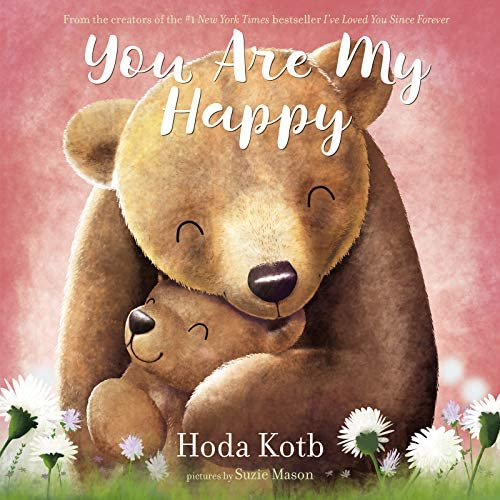 From the creators of the #1 New York Times bestseller I've Loved You Since Forever
You Are My
Happy
Hoda Kotb
pictures by Suzie Mason